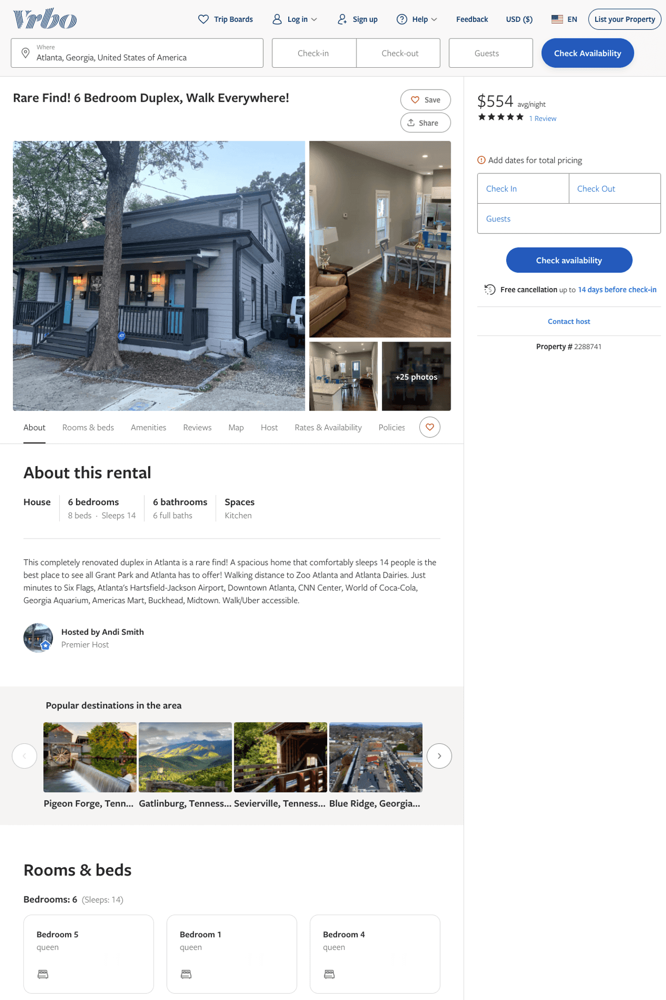 Vrbo
Trip Boards
Log in
Sign up
Help
Feedback
USD ($)
EN
List your Property
Where
Atlanta, Georgia, United States of America
Check-in
Check-out
Guests
Check Availability
Rare Find! 6 Bedroom Duplex, Walk Everywhere!
Save
Share
$554 avg/night
1 Review
Add dates for total pricing
Check In
Check Out
Guests
Check availability
Free cancellation up to 14 days before check-in
Contact host
Property # 2288741
ADT
+25 photos
About
Rooms & beds
Amenities
Reviews
Map
Host
Rates & Availability
Policies
About this rental
House
6 bedrooms
8 beds · Sleeps 14
6 bathrooms
6 full baths
Spaces
Kitchen
This completely renovated duplex in Atlanta is a rare find! A spacious home that comfortably sleeps 14 people is the
best place to see all Grant Park and Atlanta has to offer! Walking distance to Zoo Atlanta and Atlanta Dairies. Just
minutes to Six Flags, Atlanta's Hartsfield-Jackson Airport, Downtown Atlanta, CNN Center, World of Coca-Cola,
Georgia Aquarium, Americas Mart, Buckhead, Midtown. Walk/Uber accessible.
Hosted by Andi Smith
Premier Host
Popular destinations in the area
Pigeon Forge, Tenn...
Gatlinburg, Tenness...
Sevierville, Tenness...
Blue Ridge, Georgia...
Rooms & beds
Bedrooms: 6 (Sleeps: 14)
Bedroom 5
queen
Bedroom 1
queen
Bedroom 4
queen